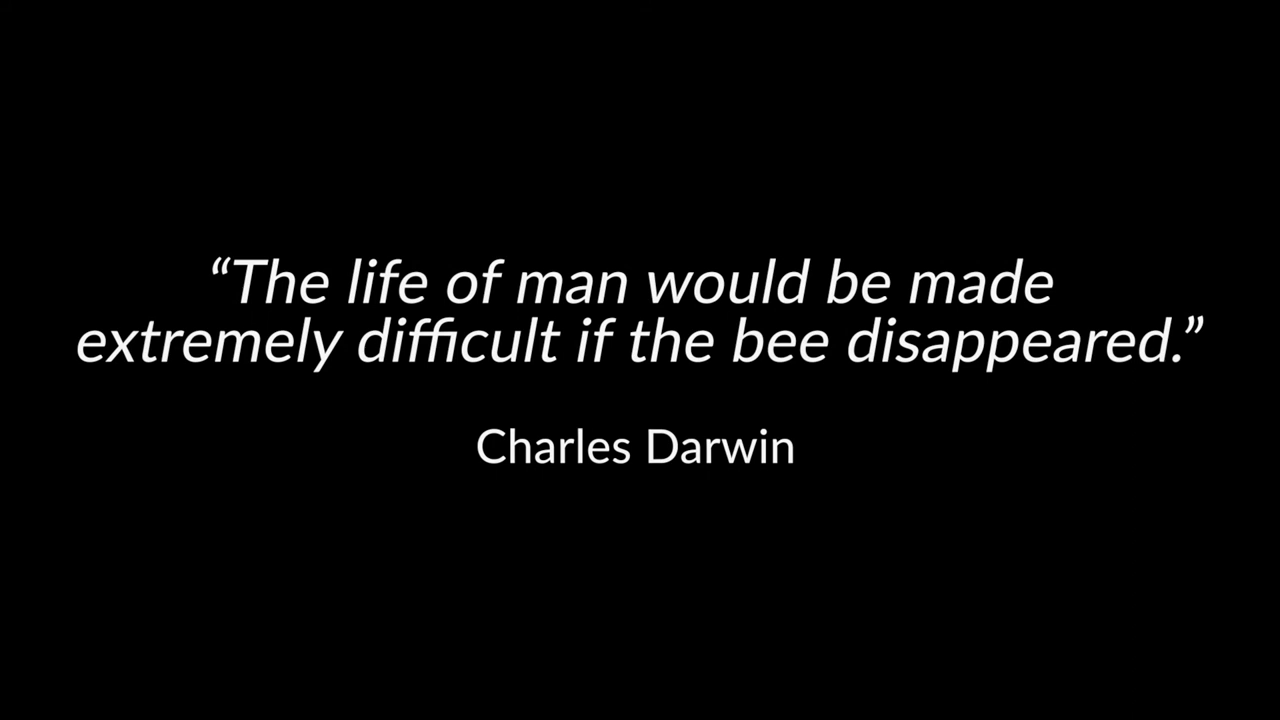 “The life of man would be made
extremely difficult if the bee disappeared.”
Charles Darwin